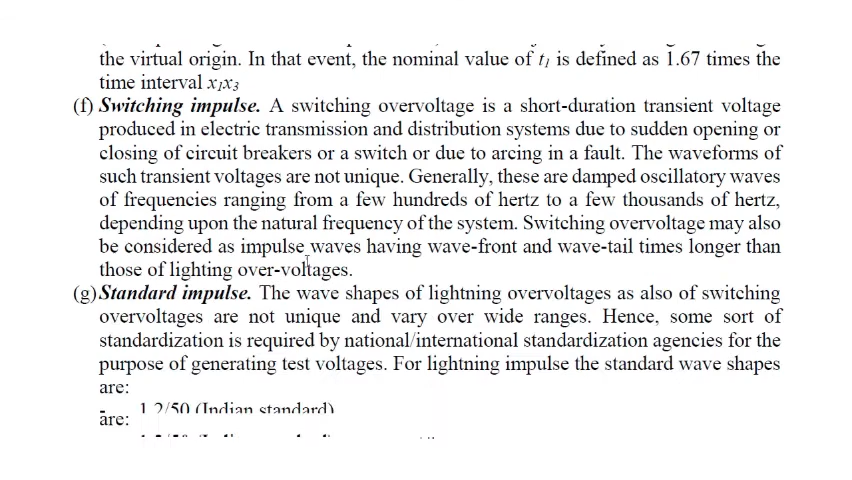 the virtual origin. In that event, the nominal value of t1 is defined as 1.67 times the
time interval x1x3
(f) Switching impulse. A switching overvoltage is a short-duration transient voltage
produced in electric transmission and distribution systems due to sudden opening or
closing of circuit breakers or a switch or due to arcing in a fault. The waveforms of
such transient voltages are not unique. Generally, these are damped oscillatory waves
of frequencies ranging from a few hundreds of hertz to a few thousands of hertz,
depending upon the natural frequency of the system. Switching overvoltage may also
be considered as impulse waves having wave-front and wave-tail times longer than
those of lighting over-voltages.
(g) Standard impulse. The wave shapes of lightning overvoltages as also of switching
overvoltages are not unique and vary over wide ranges. Hence, some sort of
standardization is required by national/international standardization agencies for the
purpose of generating test voltages. For lightning impulse the standard wave shapes
are:
- 1.2/50 (Indian standard)
are: